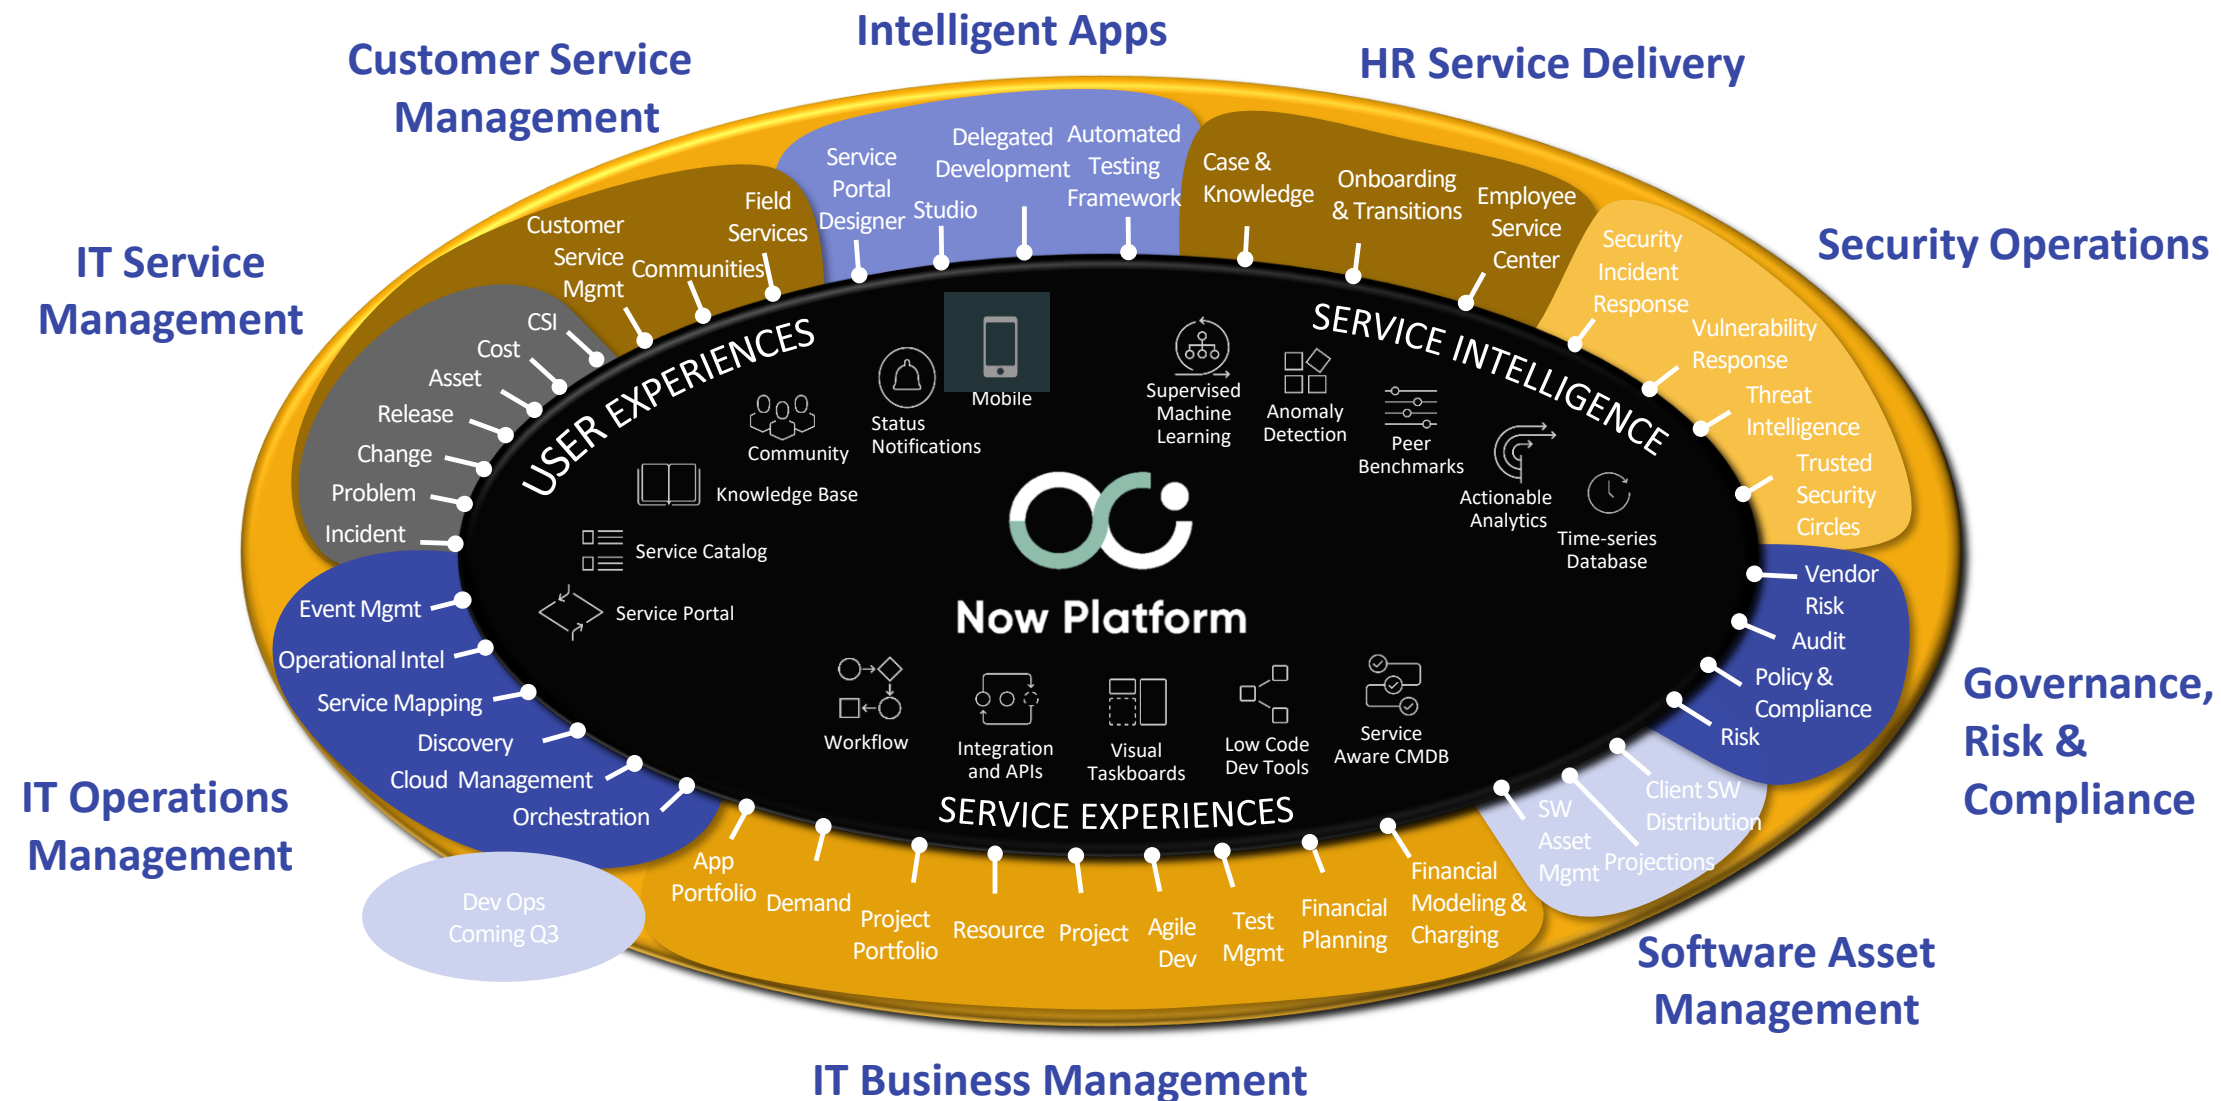 Intelligent Apps
Customer Service
Management
HR Service Delivery
IT Service
Management
Security Operations
IT Operations
Management
Governance,
Risk &
Compliance
Software Asset
Management
IT Business Management
Customer
Service
Mgmt
Communities
Field
Services
Service
Portal
Designer
Studio
Delegated
Development
Automated
Testing
Framework
Case &
Knowledge
Onboarding
& Transitions
Employee
Service
Center
Security
Incident
Response
Vulnerability
Response
Threat
Intelligence
Trusted
Security
Circles
Vendor
Risk
Audit
Policy &
Compliance
Risk
Client SW
Distribution
Projections
SW
Asset
Mgmt
Financial
Modeling &
Charging
Financial
Planning
Test
Mgmt
Agile
Dev
Project
Resource
Project
Portfolio
Demand
App
Portfolio
Dev Ops
Coming Q3
Orchestration
Cloud Management
Discovery
Service Mapping
Operational Intel
Event Mgmt
Incident
Problem
Change
Release
Asset
Cost
CSI
USER EXPERIENCES
Service Portal
Service Catalog
Knowledge Base
Community
Status
Notifications
Mobile
SERVICE INTELLIGENCE
Supervised
Machine
Learning
Anomaly
Detection
Peer
Benchmarks
Actionable
Analytics
Time-series
Database
Now Platform
Workflow
Integration
and APIs
Visual
Taskboards
Low Code
Dev Tools
Service
Aware CMDB
SERVICE EXPERIENCES